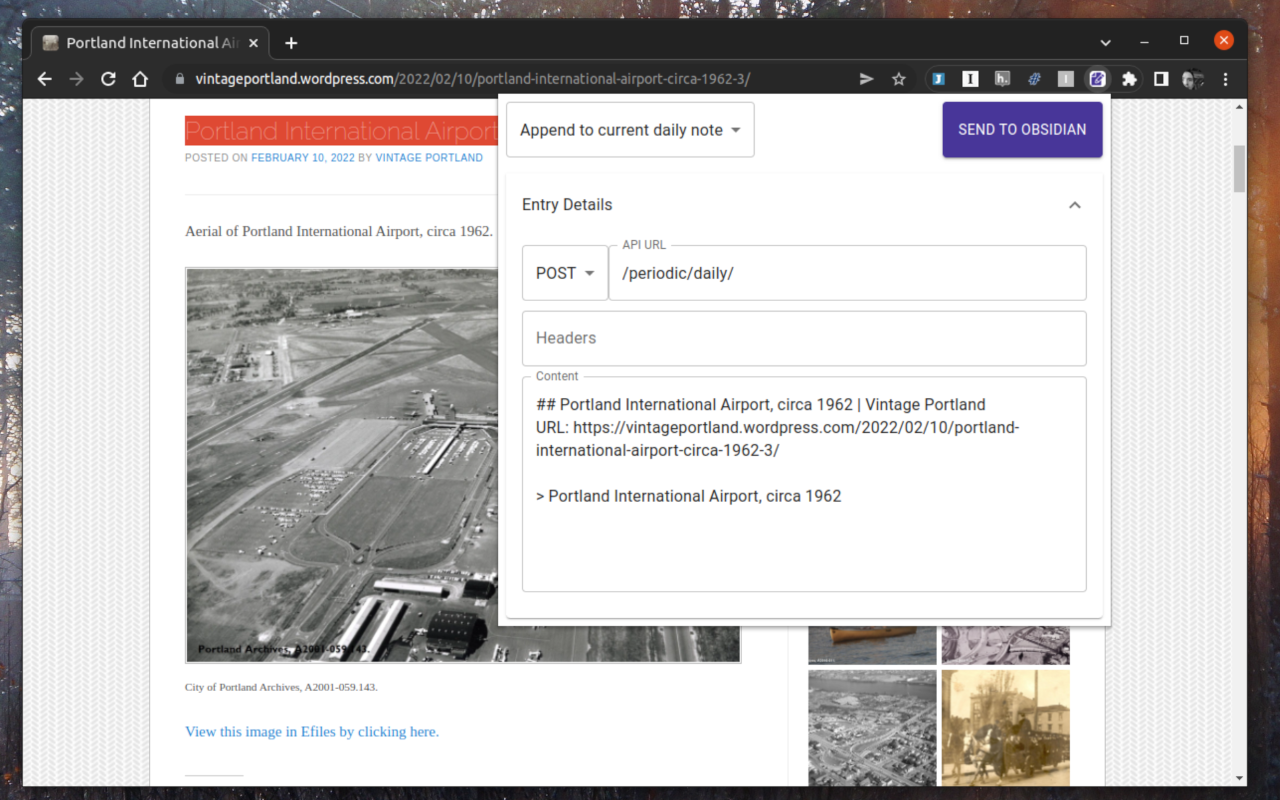 Portland International Air
vintageportland.wordpress.com/2022/02/10/portland-international-airport-circa-1962-3/
Portland International Airport
POSTED ON FEBRUARY 10, 2022 BY VINTAGE PORTLAND
Aerial of Portland International Airport, circa 1962.
Portland Archives, A2001-059.143.
City of Portland Archives, A2001-059.143.
View this image in Efiles by clicking here.
Append to current daily note
SEND TO OBSIDIAN
Entry Details
API URL
POST
/periodic/daily/
Headers
Content
## Portland International Airport, circa 1962 | Vintage Portland
URL: https://vintageportland.wordpress.com/2022/02/10/portland-
international-airport-circa-1962-3/
> Portland International Airport, circa 1962